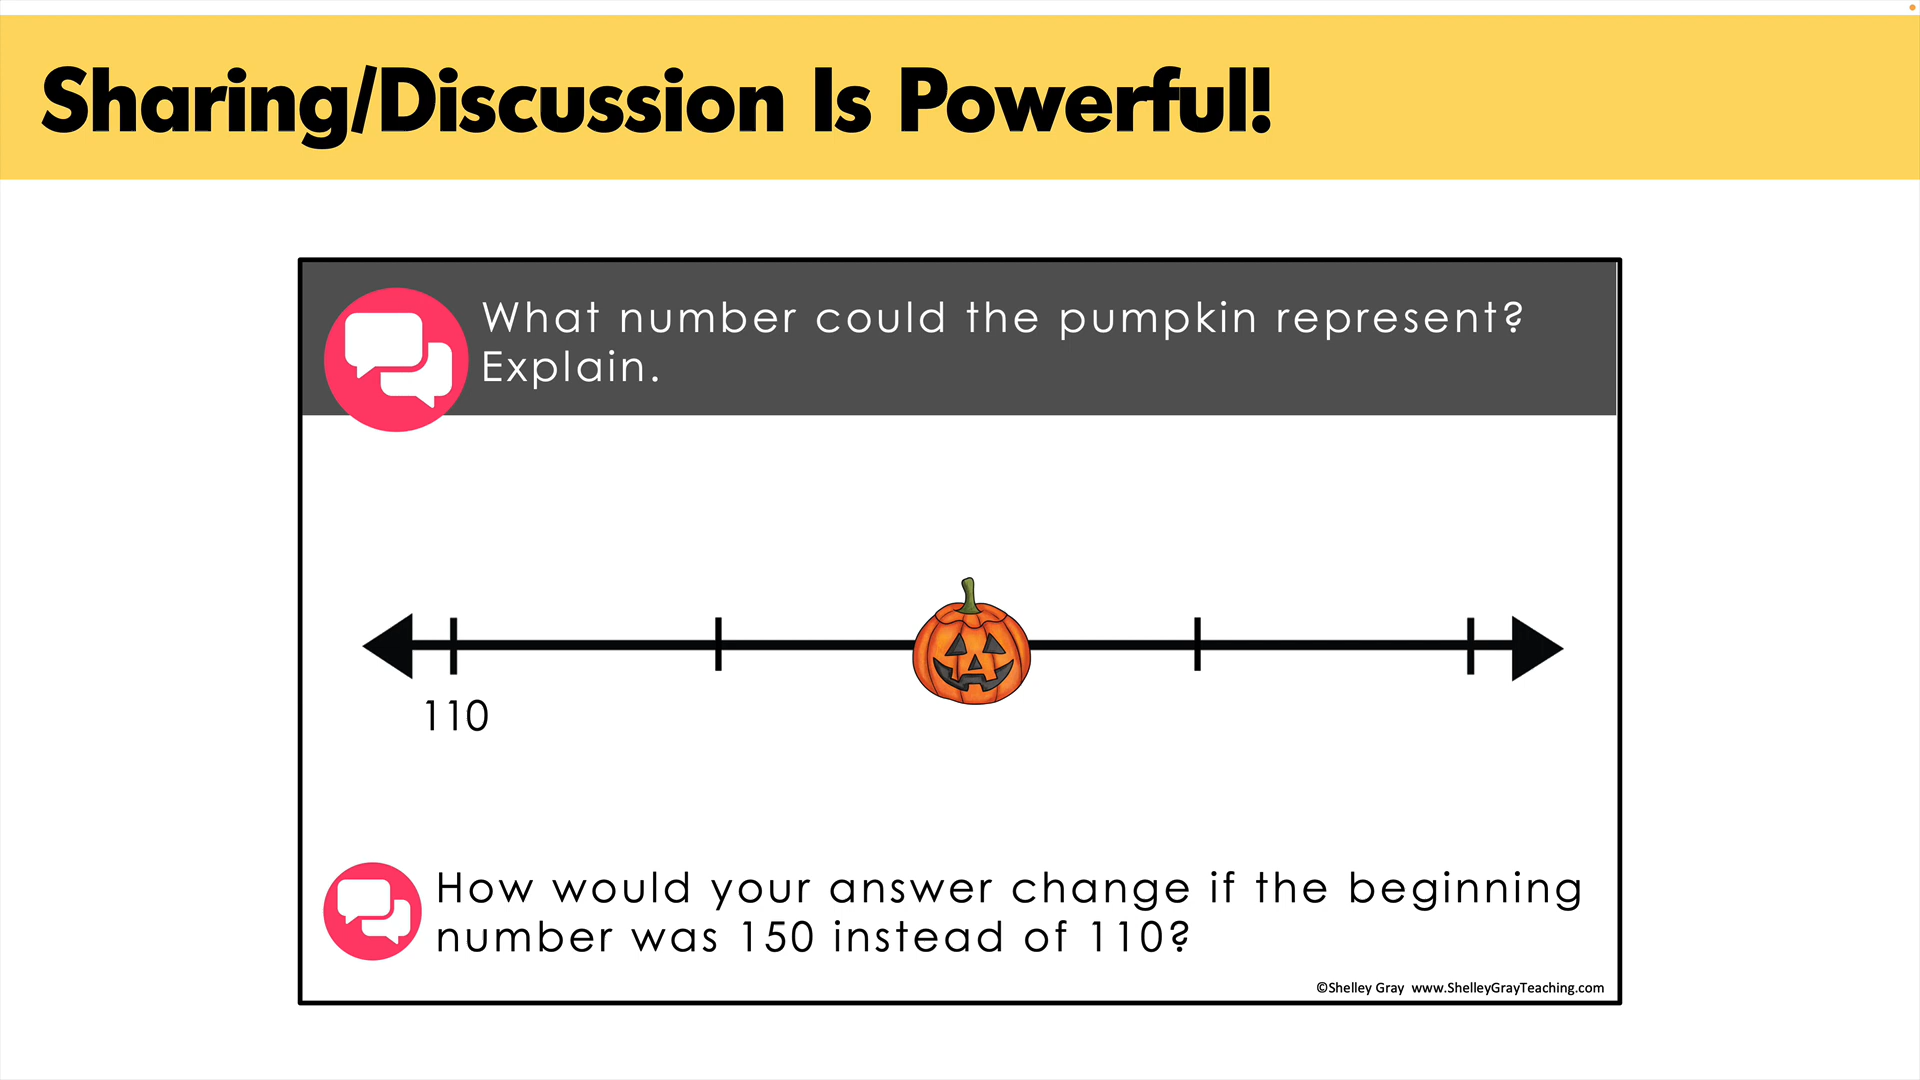 Sharing/Discussion Is Powerful!
What number could the pumpkin represent?
Explain.
110
How would your answer change if the beginning
number was 150 instead of 110?
©Shelley Gray www.ShelleyGrayTeaching.com